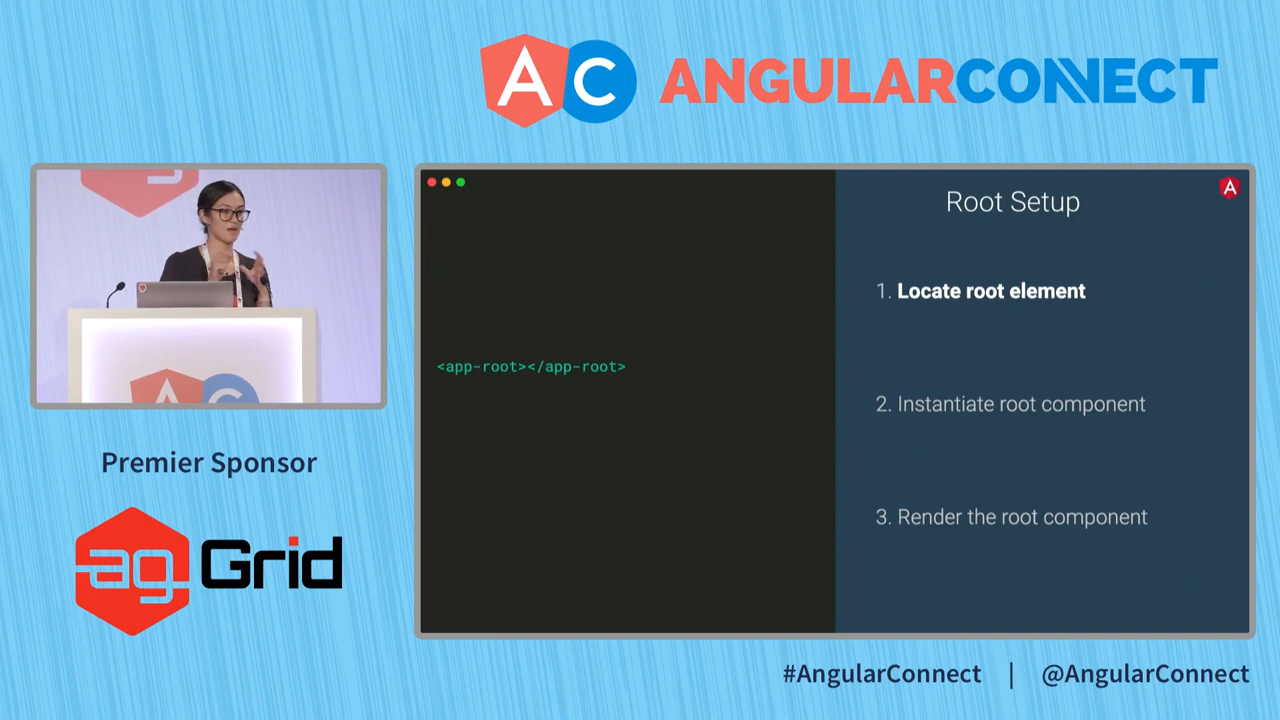 AC ANGULARCONNECT
Root Setup
1. Locate root element
<app-root></app-root>
2. Instantiate root component
3. Render the root component
Premier Sponsor
ag Grid
#AngularConnect | @AngularConnect